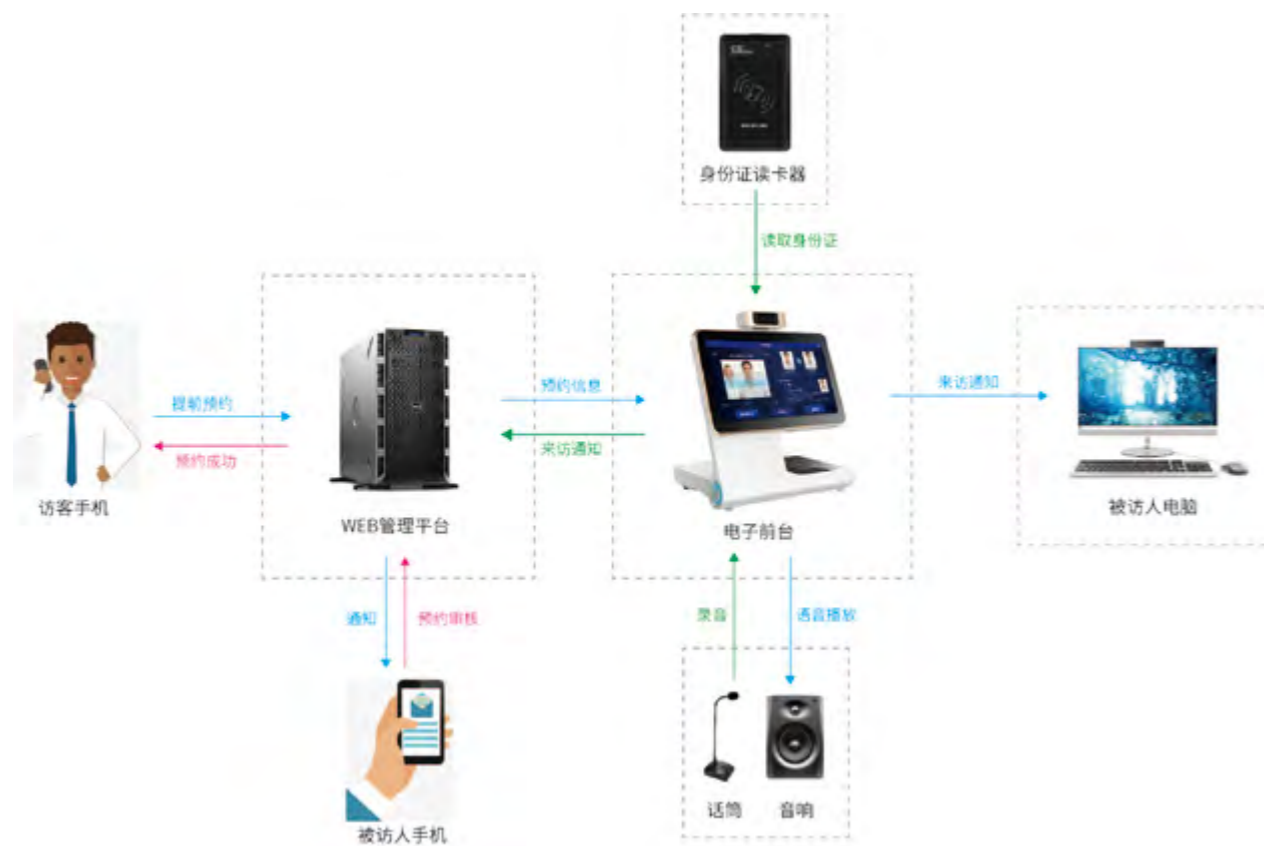 身份证读卡器
读取身份证
提前预约
预约成功
访客手机
WEB管理平台
预约信息
来访通知
电子前台
来访通知
被访人电脑
通知
预约审核
录音
语音播放
话筒
音响
被访人手机